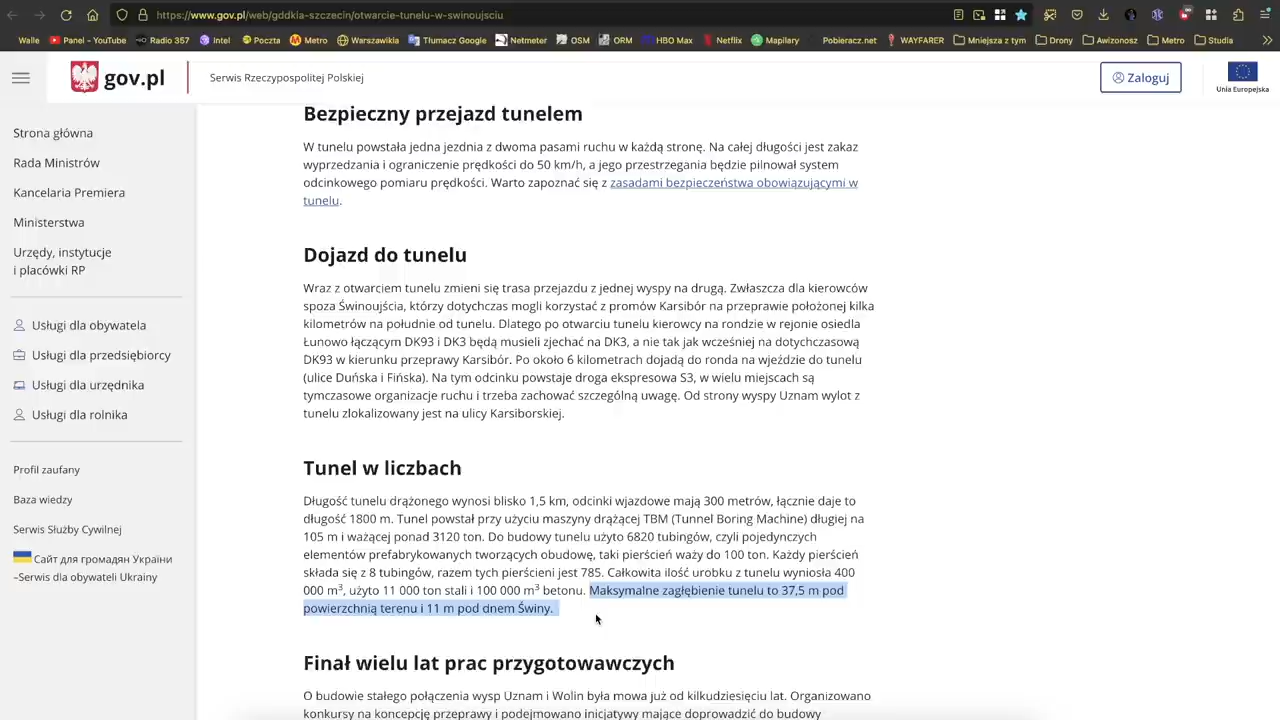 https://www.gov.pl/web/gddkia-szczecin/otwarcie-tunelu-w-swinoujsciu
Walle Panel - YouTube Radio 357 Intel Poczta Metro Warszawikia Tłumacz Google Netmeter OSM ORM HBO Max Netflix Mapilary Pobieracz.net WAYFARER Mniejsza z tym Drony Awizonosz Metro Studia
gov.pl
Serwis Rzeczypospolitej Polskiej
Zaloguj
Unia Europejska
Strona główna
Rada Ministrów
Kancelaria Premiera
Ministerstwa
Urzędy, instytucje
i placówki RP
Usługi dla obywatela
Usługi dla przedsiębiorcy
Usługi dla urzędnika
Usługi dla rolnika
Profil zaufany
Baza wiedzy
Serwis Służby Cywilnej
Сайт для громадян України
–Serwis dla obywateli Ukrainy
Bezpieczny przejazd tunelem
W tunelu powstała jedna jezdnia z dwoma pasami ruchu w każdą stronę. Na całej długości jest zakaz
wyprzedzania i ograniczenie prędkości do 50 km/h, a jego przestrzegania będzie pilnował system
odcinkowego pomiaru prędkości. Warto zapoznać się z zasadami bezpieczeństwa obowiązującymi w
tunelu.
Dojazd do tunelu
Wraz z otwarciem tunelu zmieni się trasa przejazdu z jednej wyspy na drugą. Zwłaszcza dla kierowców
spoza Świnoujścia, którzy dotychczas mogli korzystać z promów Karsibór na przeprawie położonej kilka
kilometrów na południe od tunelu. Dlatego po otwarciu tunelu kierowcy na rondzie w rejonie osiedla
Łunowo łączącym DK93 i DK3 będą musieli zjechać na DK3, a nie tak jak wcześniej na dotychczasową
DK93 w kierunku przeprawy Karsibór. Po około 6 kilometrach dojadą do ronda na wjeździe do tunelu
(ulice Duńska i Fińska). Na tym odcinku powstaje droga ekspresowa S3, w wielu miejscach są
tymczasowe organizacje ruchu i trzeba zachować szczególną uwagę. Od strony wyspy Uznam wylot z
tunelu zlokalizowany jest na ulicy Karsiborskiej.
Tunel w liczbach
Długość tunelu drążonego wynosi blisko 1,5 km, odcinki wjazdowe mają 300 metrów, łącznie daje to
długość 1800 m. Tunel powstał przy użyciu maszyny drążącej TBM (Tunnel Boring Machine) długiej na
105 m i ważącej ponad 3120 ton. Do budowy tunelu użyto 6820 tubingów, czyli pojedynczych
elementów prefabrykowanych tworzących obudowę, taki pierścień waży do 100 ton. Każdy pierścień
składa się z 8 tubingów, razem tych pierścieni jest 785. Całkowita ilość urobku z tunelu wyniosła 400
000 m³, użyto 11 000 ton stali i 100 000 m³ betonu. Maksymalne zagłębienie tunelu to 37,5 m pod
powierzchnią terenu i 11 m pod dnem Świny.
Finał wielu lat prac przygotowawczych
O budowie stałego połączenia wysp Uznam i Wolin była mowa już od kilkudziesięciu lat. Organizowano
konkursy na koncepcję przeprawy i podejmowano inicjatywy mające doprowadzić do budowy